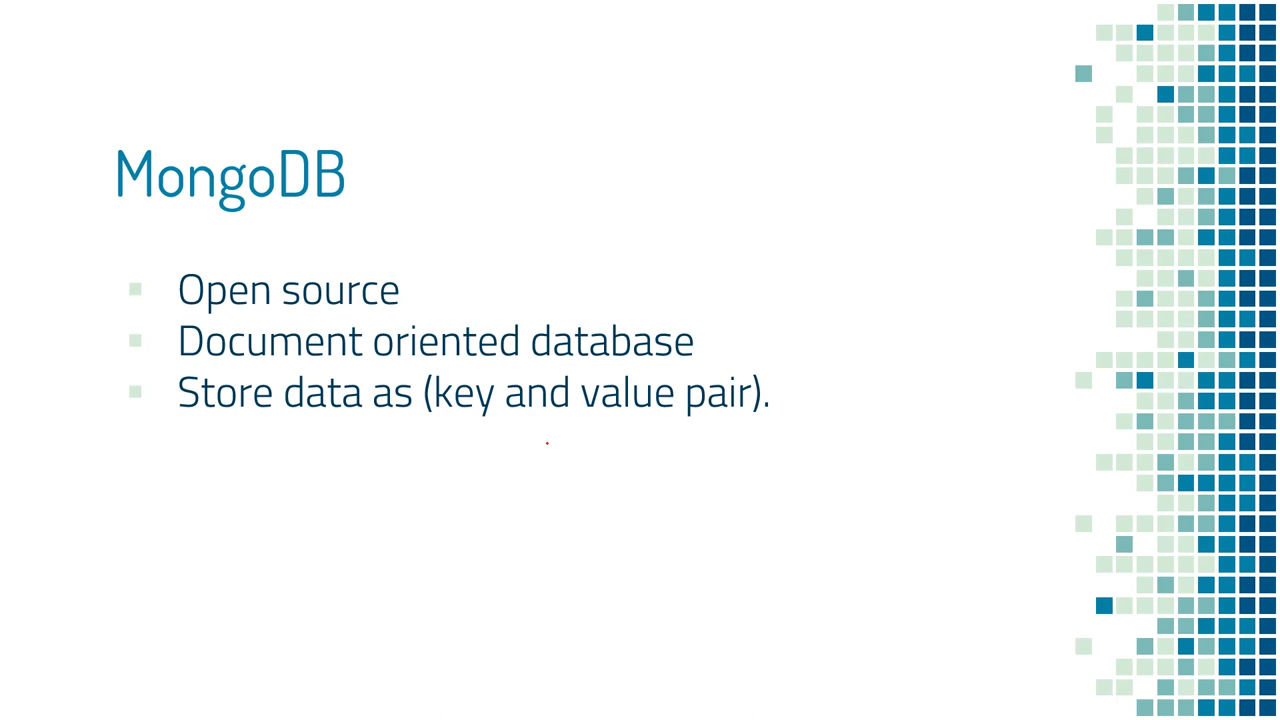 MongoDB
Open source
Document oriented database
Store data as (key and value pair).